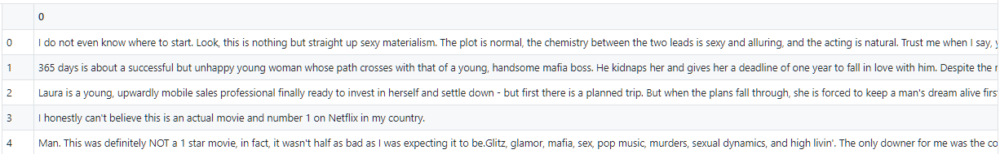 0
0 I do not even know where to start. Look, this is nothing but straight up sexy materialism. The plot is normal, the chemistry between the two leads is sexy and alluring, and the acting is natural. Trust me when I say,
1 365 days is about a successful but unhappy young woman whose path crosses with that of a young, handsome mafia boss. He kidnaps her and gives her a deadline of one year to fall in love with him. Despite the
2 Laura is a young, upwardly mobile sales professional finally ready to invest in herself and settle down - but first there is a planned trip. But when the plans fall through, she is forced to keep a man's dream alive
3 I honestly can't believe this is an actual movie and number 1 on Netflix in my country.
4 Man. This was definitely NOT a 1 star movie, in fact, it wasn't half as bad as I was expecting it to be.Glitz, glamor, mafia, sex, pop music, murders, sexual dynamics, and high livin'. The only downer for me was the